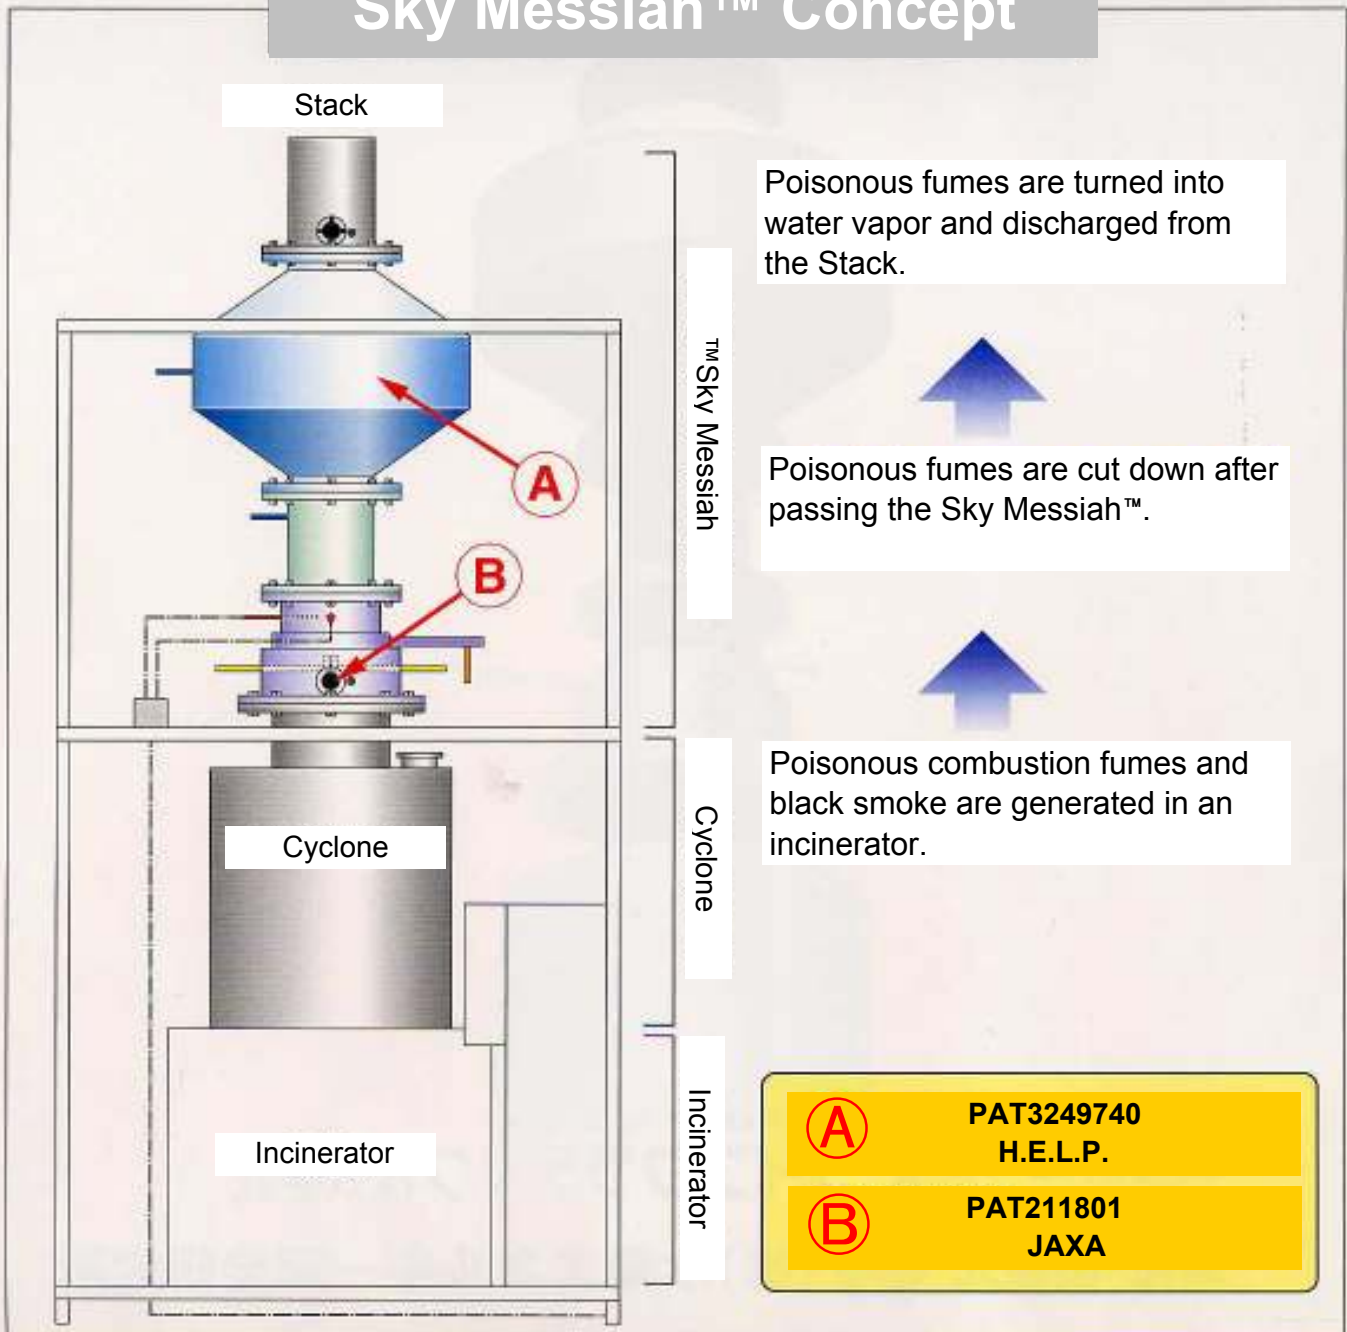 Sky Messiah™ Concept
Stack
Poisonous fumes are turned into
water vapor and discharged from
the Stack.
™Sky Messiah
A
Poisonous fumes are cut down after
passing the Sky Messiah™.
B
Poisonous combustion fumes and
black smoke are generated in an
incinerator.
Cyclone
Cyclone
Incinerator
Incinerator
A PAT3249740
H.E.L.P.
B PAT211801
JAXA